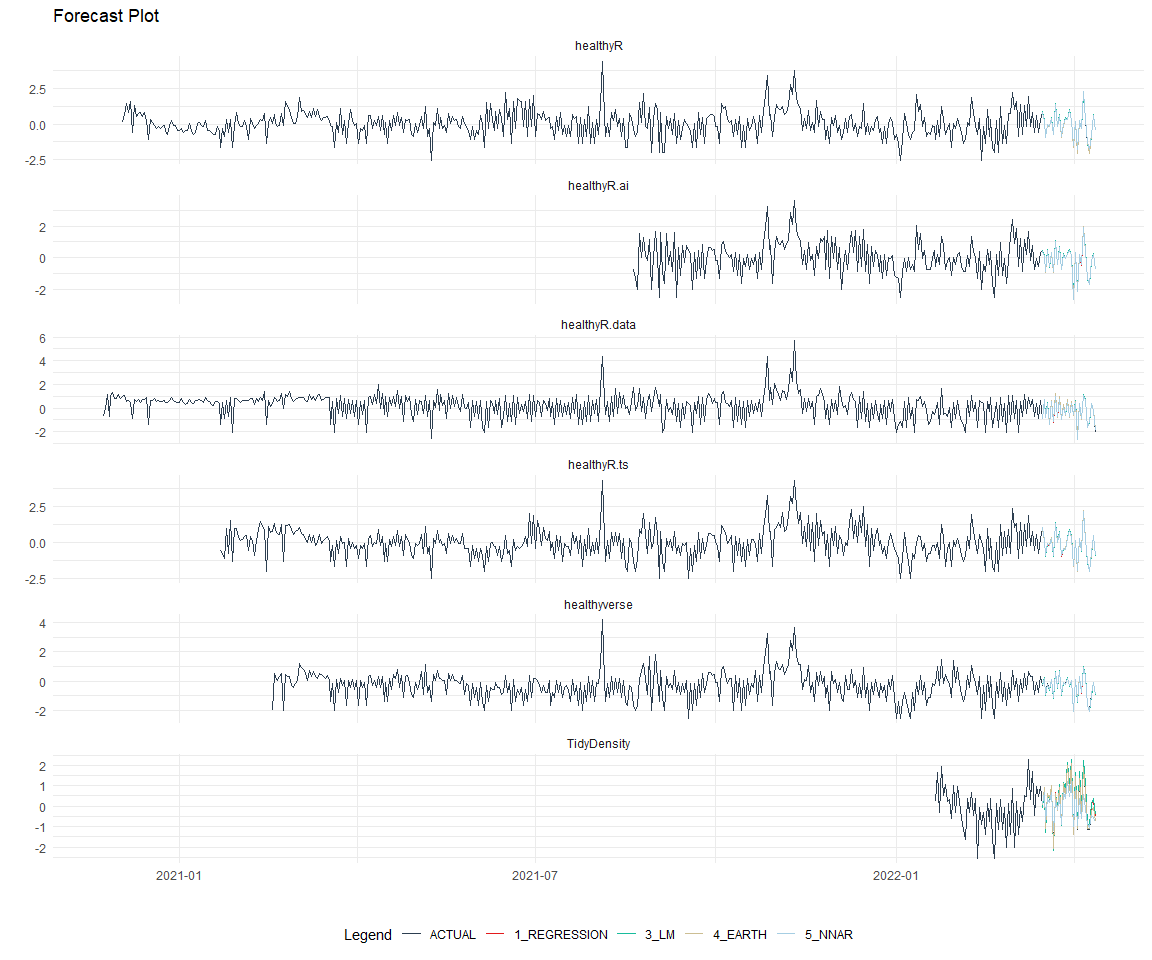 Forecast Plot
healthyR
2.5
0.0
-2.5
healthyR.ai
2
0
-2
healthyR.data
6
4
2
0
-2
healthyR.ts
2.5
0.0
-2.5
healthyverse
4
2
0
-2
TidyDensity
2
1
0
-1
-2
2021-01 2021-07 2022-01
Legend ACTUAL 1_REGRESSION 3_LM 4_EARTH 5_NNAR